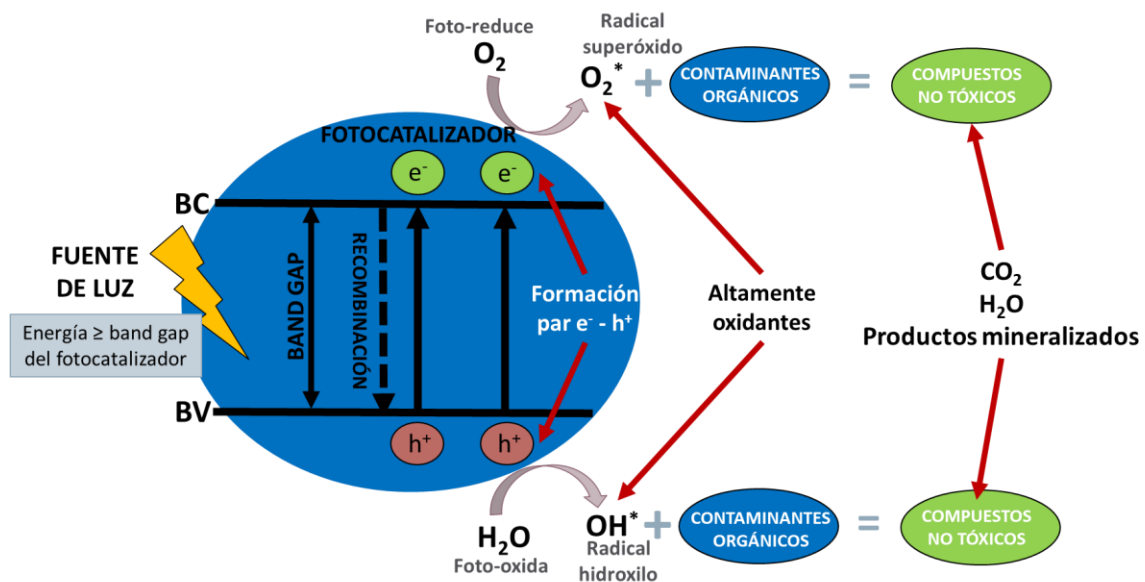 Foto-reduce
O₂
Radical
superóxido
O₂*
+
CONTAMINANTES
ORGÁNICOS
=
COMPUESTOS
NO TÓXICOS
FOTOCATALIZADOR
e⁻
e⁻
BC
FUENTE
DE LUZ
Energía ≥ band gap
del fotocatalizador
BAND GAP
RECOMBINACIÓN
Formación
par e⁻ - h⁺
Altamente
oxidantes
CO₂
H₂O
Productos mineralizados
BV
h⁺
h⁺
H₂O
Foto-oxida
OH*
Radical
hidroxilo
+
CONTAMINANTES
ORGÁNICOS
=
COMPUESTOS
NO TÓXICOS